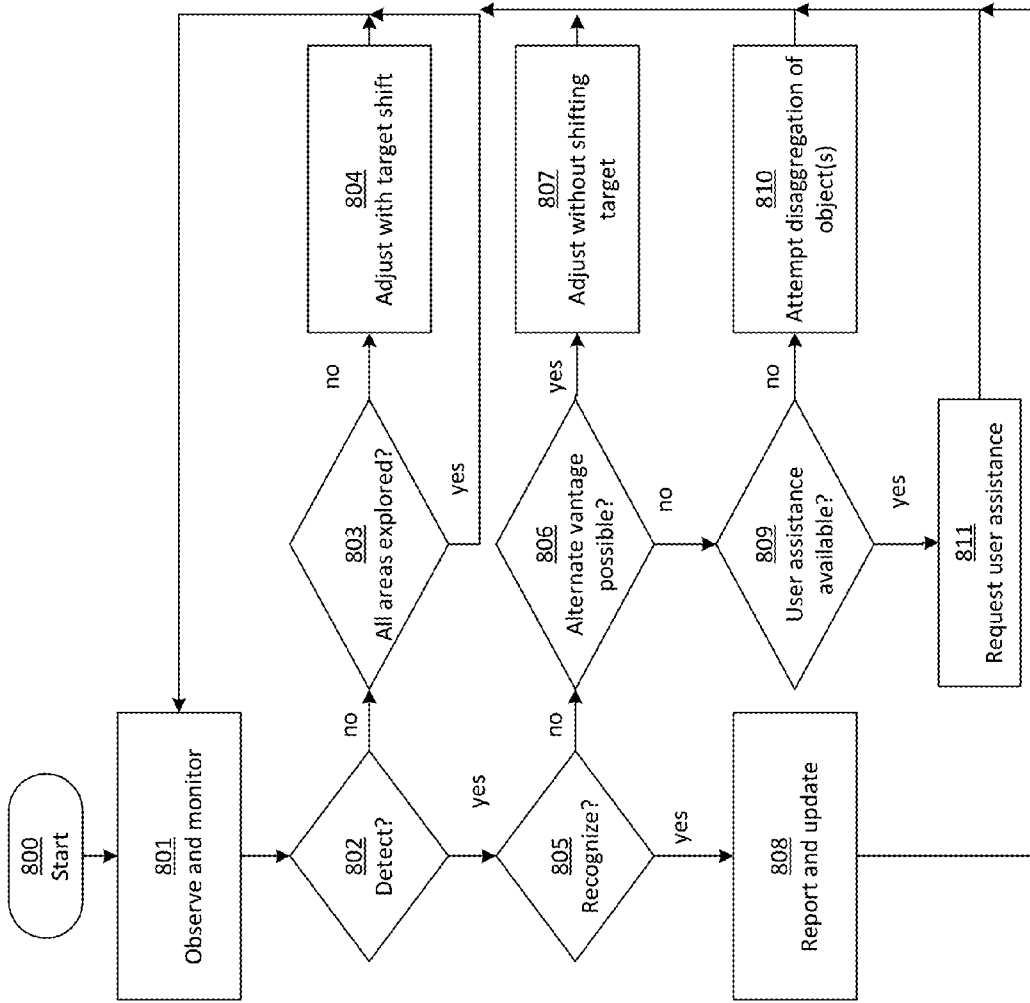 800
Start
801
Observe and monitor
802
Detect?
no
yes
803
All areas explored?
no
yes
804
Adjust with target shift
805
Recognize?
no
yes
806
Alternate vantage
possible?
yes
no
807
Adjust without shifting
target
808
Report and update
809
User assistance
available?
no
yes
810
Attempt disaggregation of
object(s)
811
Request user assistance